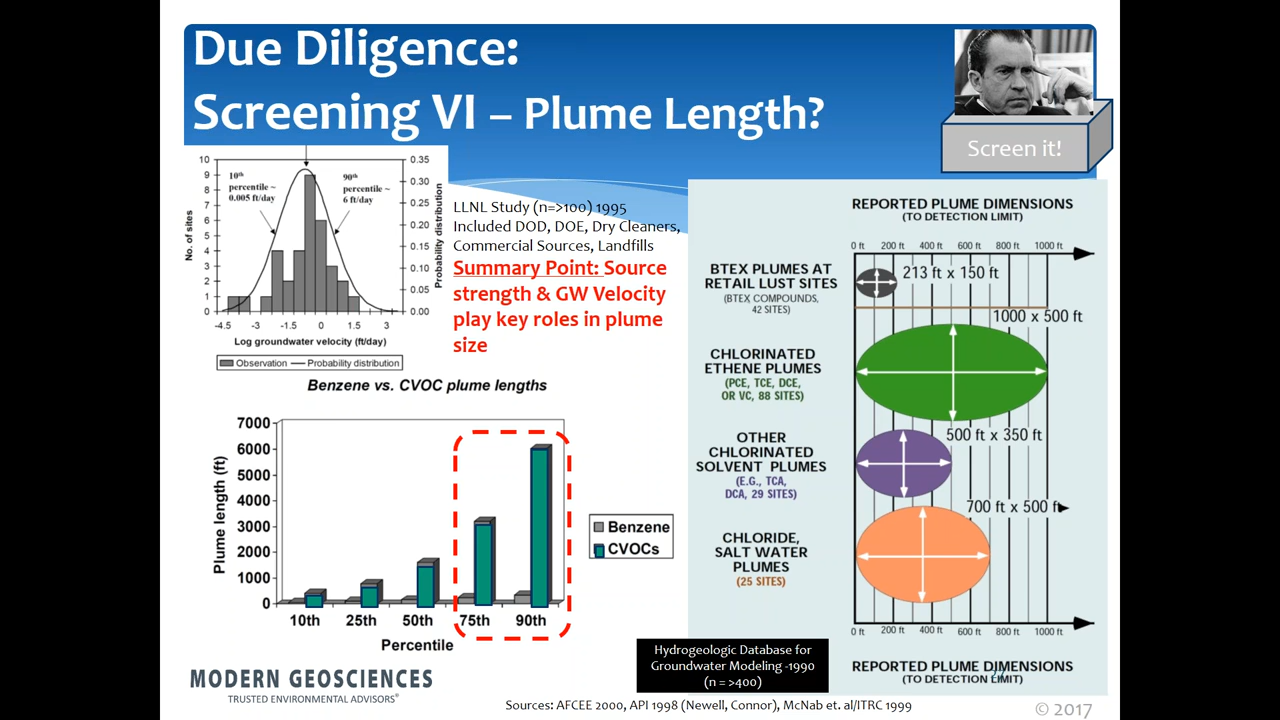 Due Diligence:
Screening VI – Plume Length?
Screen it!
10
9
8
7
6
5
4
3
2
1
0
No. of sites
10th
percentile ~
0.005 ft/day
90th
percentile ~
6 ft/day
0.35
0.30
0.25
0.20
0.15
0.10
0.05
0.00
Probability distribution
-4.5 -3 -1.5 0 1.5 3
Log groundwater velocity (ft/day)
Observation Probability distribution
LLNL Study (n=>100) 1995
Included DOD, DOE, Dry Cleaners,
Commercial Sources, Landfills
Summary Point: Source
strength & GW Velocity
play key roles in plume
size
Benzene vs. CVOC plume lengths
7000
6000
5000
4000
3000
2000
1000
0
Plume length (ft)
10th 25th 50th 75th 90th
Percentile
Benzene
CVOCs
REPORTED PLUME DIMENSIONS
(TO DETECTION LIMIT)
0 ft 200 ft 400 ft 600 ft 800 ft 1000 ft
BTEX PLUMES AT
RETAIL LUST SITES
(BTEX COMPOUNDS,
42 SITES)
213 ft x 150 ft
1000 x 500 ft
CHLORINATED
ETHENE PLUMES
(PCE, TCE, DCE,
OR VC, 88 SITES)
500 ft x 350 ft
OTHER
CHLORINATED
SOLVENT PLUMES
(E.G., TCA,
DCA, 29 SITES)
700 ft x 500 ft
CHLORIDE,
SALT WATER
PLUMES
(25 SITES)
0 ft 200 ft 400 ft 600 ft 800 ft 1000 ft
REPORTED PLUME DIMENSIONS
(TO DETECTION LIMIT)
Hydrogeologic Database for
Groundwater Modeling -1990
(n = >400)
MODERN GEOSCIENCES
TRUSTED ENVIRONMENTAL ADVISORS®
Sources: AFCEE 2000, API 1998 (Newell, Connor), McNab et. al/ITRC 1999
© 2017